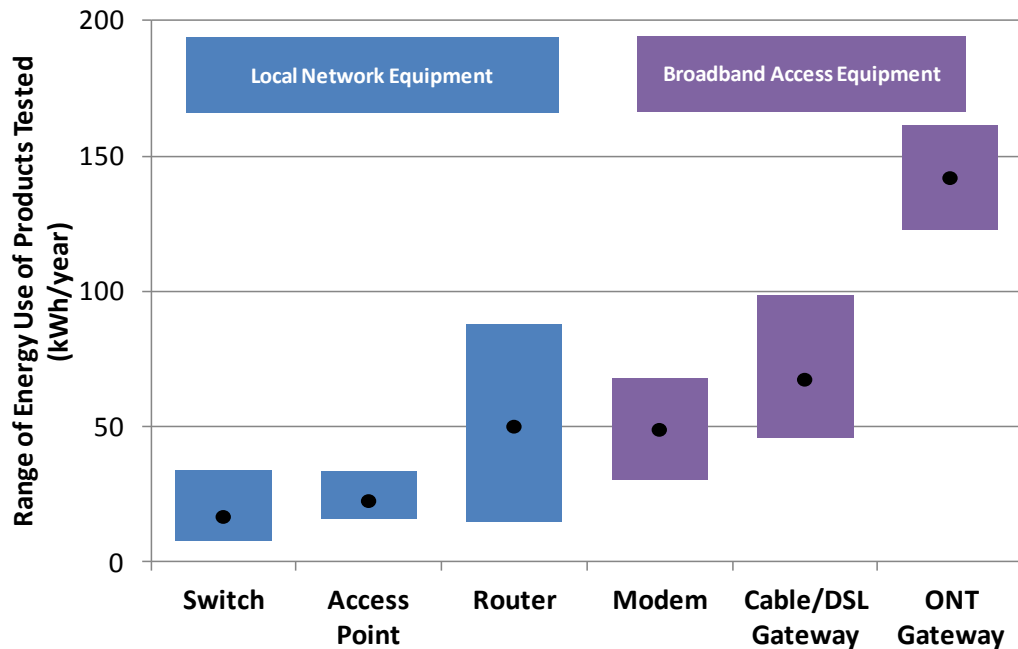 Range of Energy Use of Products Tested
(kWh/year)
200
150
100
50
0
Local Network Equipment
Broadband Access Equipment
Switch
Access
Point
Router
Modem
Cable/DSL
Gateway
ONT
Gateway